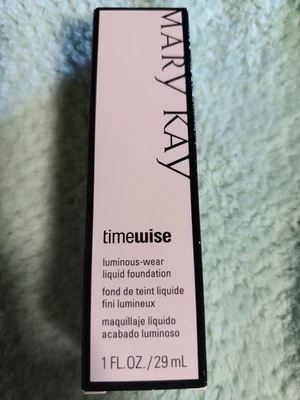 MARY KAY
timewise
luminous-wear
liquid foundation
fond de teint liquide
fini lumineux
maquillaje líquido
acabado luminoso
1 FL.OZ./29 mL